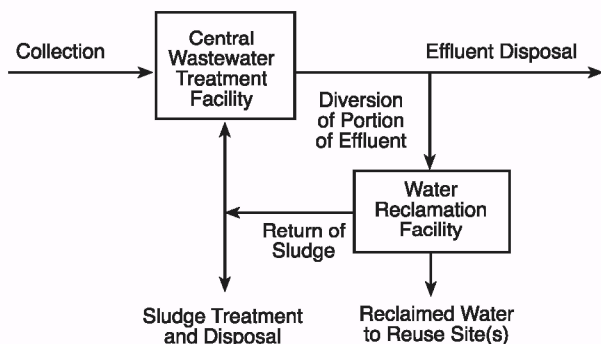 Collection
Central
Wastewater
Treatment
Facility
Effluent Disposal
Diversion
of Portion
of Effluent
Water
Reclamation
Facility
Return of
Sludge
Sludge Treatment
and Disposal
Reclaimed Water
to Reuse Site(s)